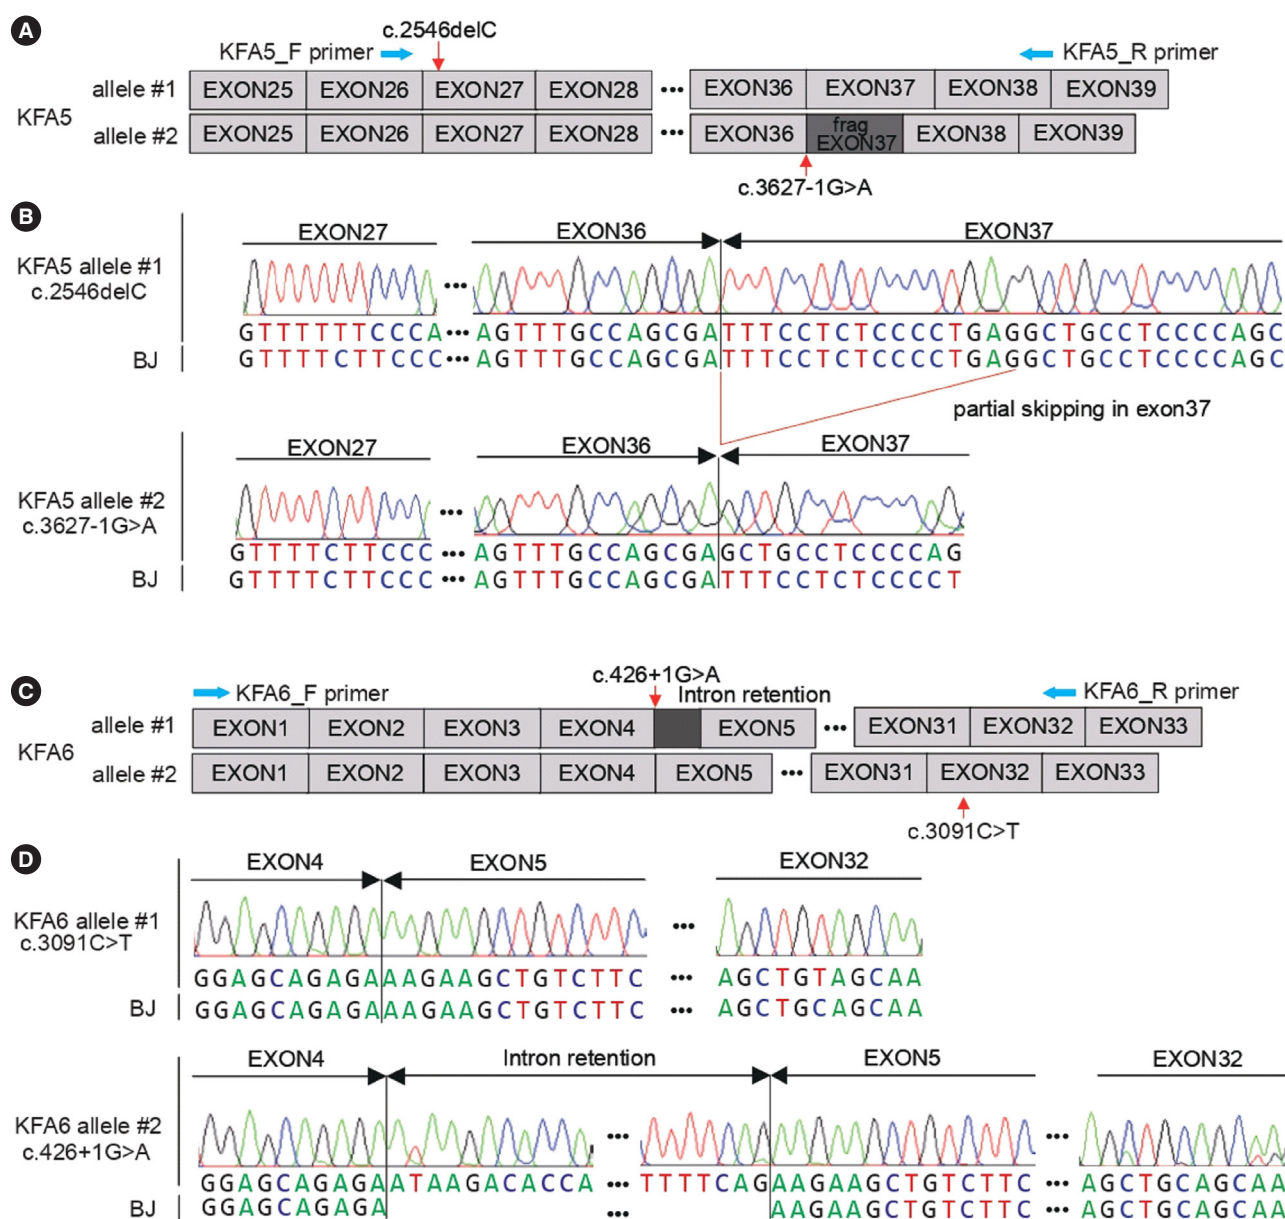 A
c.2546delC
KFA5_F primer
KFA5_R primer
KFA5
allele #1
EXON25 EXON26 EXON27 EXON28 ••• EXON36 EXON37 EXON38 EXON39
allele #2
EXON25 EXON26 EXON27 EXON28 ••• EXON36 frag EXON37 EXON38 EXON39
c.3627-1G>A
B
EXON27 EXON36 EXON37
KFA5 allele #1
c.2546delC
GTTTTTTCCCA ••• AGTTTGCCAGCGATTTCCTCTCCCCTGAGGCTGCCTCCCCAGC
BJ
GTTTTCTTCCC ••• AGTTTGCCAGCGATTTCCTCTCCCCTGAGGCTGCCTCCCCAGC
partial skipping in exon37
EXON27 EXON36 EXON37
KFA5 allele #2
c.3627-1G>A
GTTTTCTTCCC ••• AGTTTGCCAGCGAGCTGCCTCCCCAG
BJ
GTTTTCTTCCC ••• AGTTTGCCAGCGATTTCCTCTCCCCT
C
c.426+1G>A
KFA6_F primer
Intron retention
KFA6_R primer
KFA6
allele #1
EXON1 EXON2 EXON3 EXON4 EXON5 ••• EXON31 EXON32 EXON33
allele #2
EXON1 EXON2 EXON3 EXON4 EXON5 ••• EXON31 EXON32 EXON33
c.3091C>T
D
EXON4 EXON5 EXON32
KFA6 allele #1
c.3091C>T
GGAGCAGAGAAAGAAGCTGTCTTC ••• AGCTGTAGCAA
BJ
GGAGCAGAGAAAGAAGCTGTCTTC ••• AGCTGCAGCAA
EXON4 Intron retention EXON5 EXON32
KFA6 allele #2
c.426+1G>A
GGAGCAGAGAATAAGACACCA ••• TTTTCAGAAGAAGCTGTCTTC ••• AGCTGCAGCAA
BJ
GGAGCAGAGA ••• AAGAAGCTGTCTTC ••• AGCTGCAGCAA